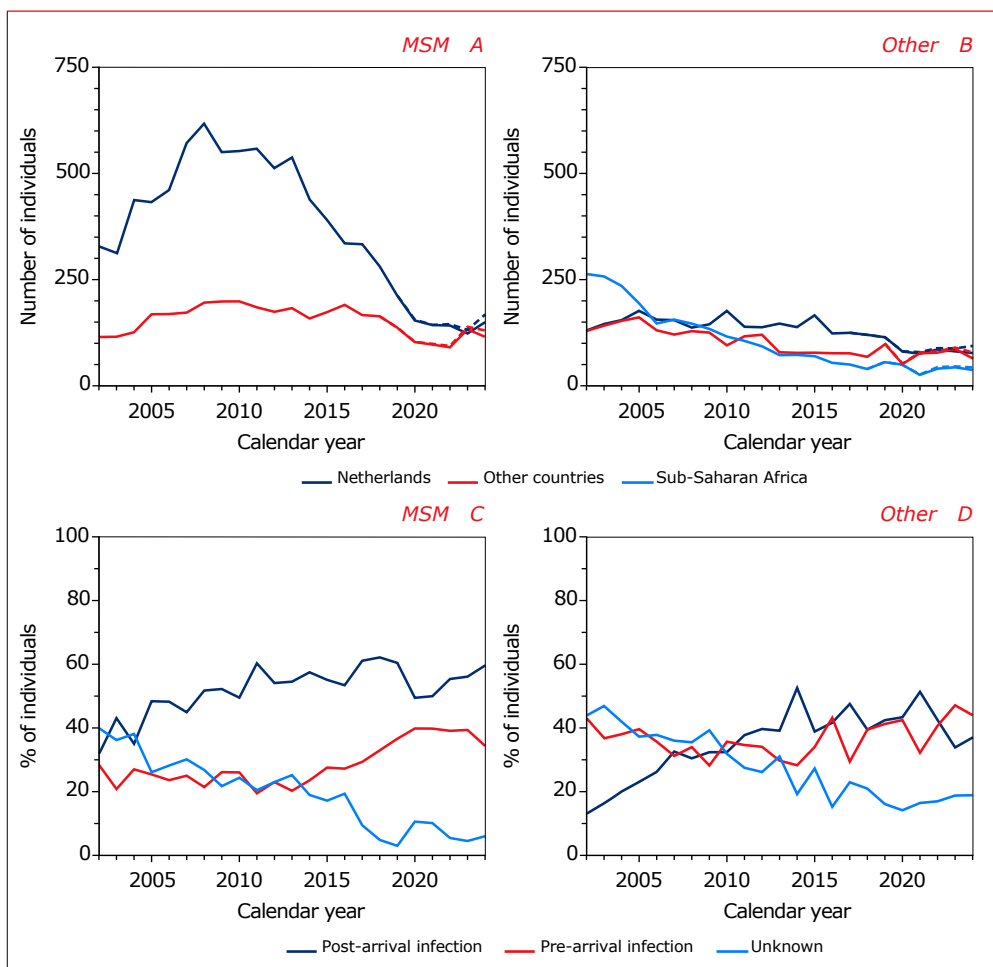 MSM A
Other B
750
500
250
0
Number of individuals
2005
2010
2015
2020
Calendar year
750
500
250
0
Number of individuals
2005
2010
2015
2020
Calendar year
Netherlands
Other countries
Sub-Saharan Africa
MSM C
Other D
100
80
60
40
20
0
% of individuals
2005
2010
2015
2020
Calendar year
100
80
60
40
20
0
% of individuals
2005
2010
2015
2020
Calendar year
Post-arrival infection
Pre-arrival infection
Unknown